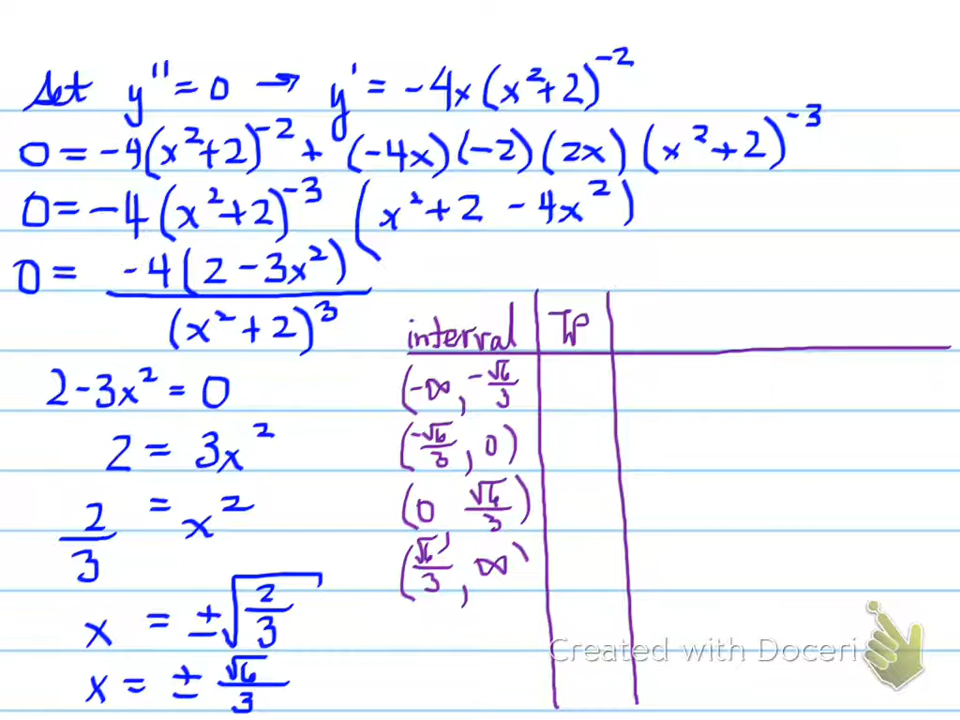 Set y'' = 0 → y' = -4x(x²+2)⁻²
0 = -4(x²+2)⁻² + (-4x)(-2)(2x)(x²+2)⁻³
0 = -4(x²+2)⁻³ (x²+2 - 4x²)
0 = -4(2-3x²) / (x²+2)³
interval TP
2-3x² = 0
(-∞, -√6/3
2 = 3x²
(-√6/3, 0)
2/3 = x²
(0 √6/3)
(√6/3, ∞)
x = ±√(2/3)
Created with Doceri
x = ± √6/3